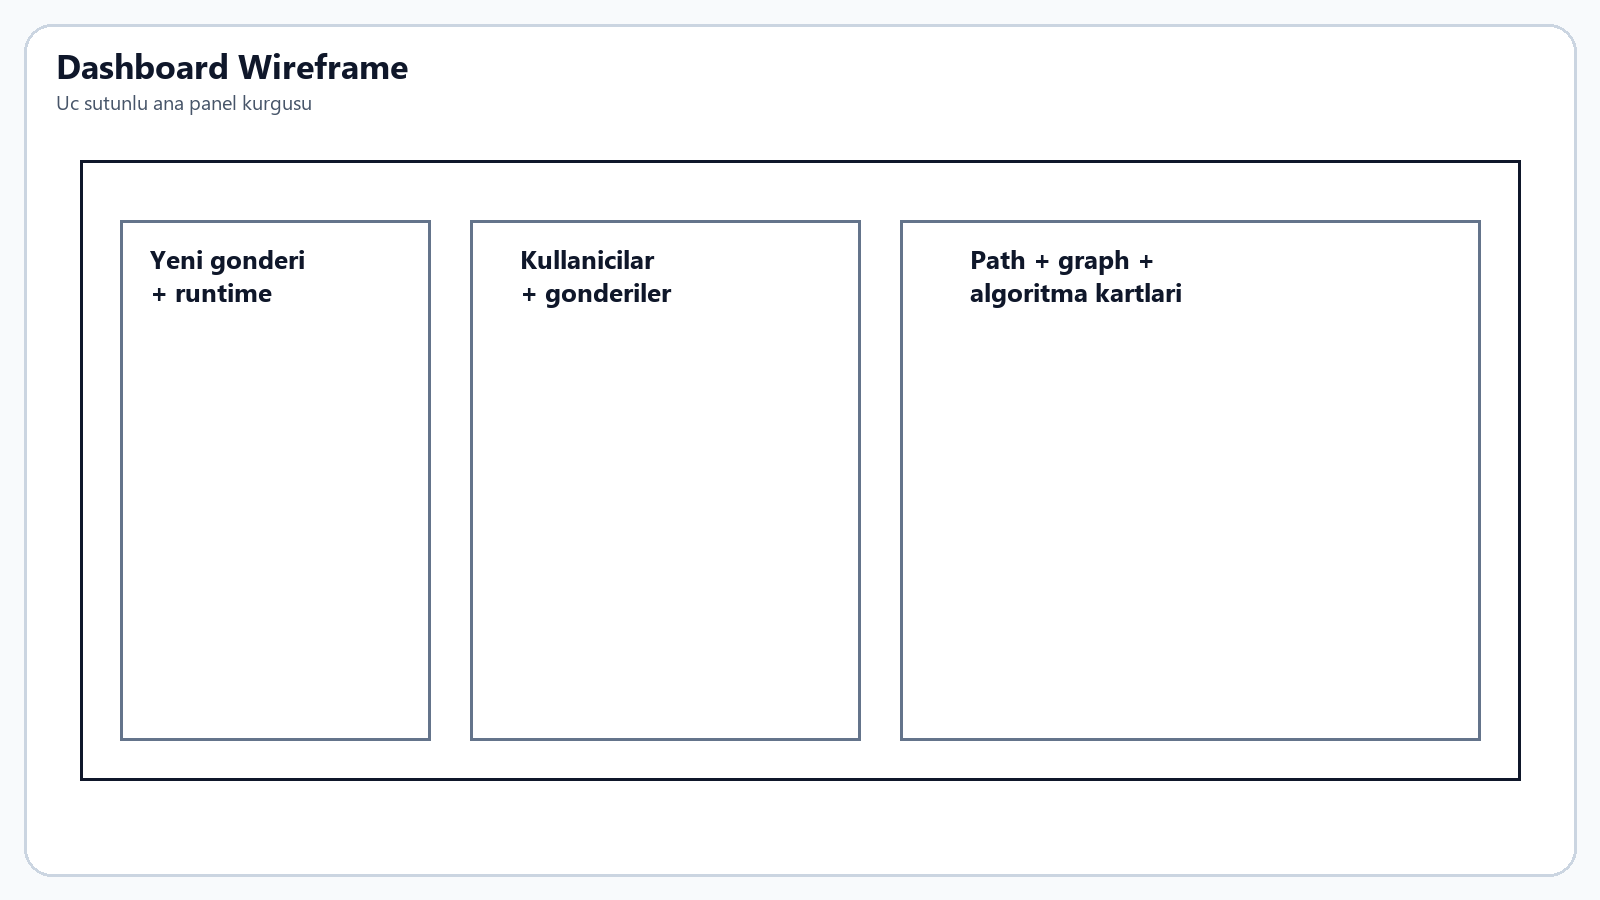 Dashboard Wireframe
Uc sutunlu ana panel kurgusu
Yeni gonderi
+ runtime
Kullanicilar
+ gonderiler
Path + graph +
algoritma kartlari